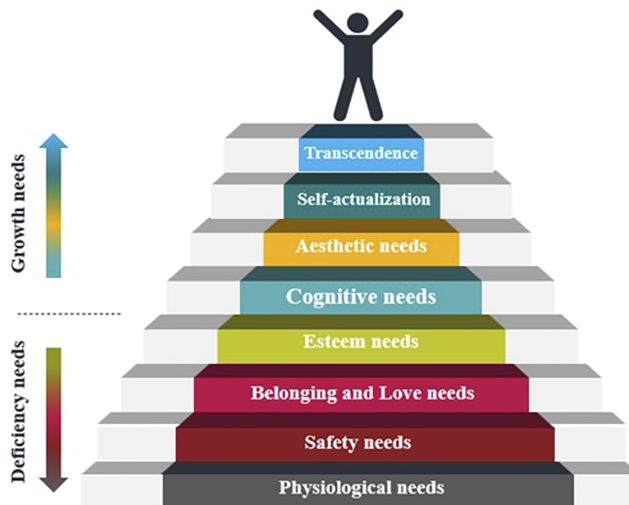 Transcendence
Self-actualization
Aesthetic needs
Cognitive needs
Esteem needs
Belonging and Love needs
Safety needs
Physiological needs
Growth needs
Deficiency needs